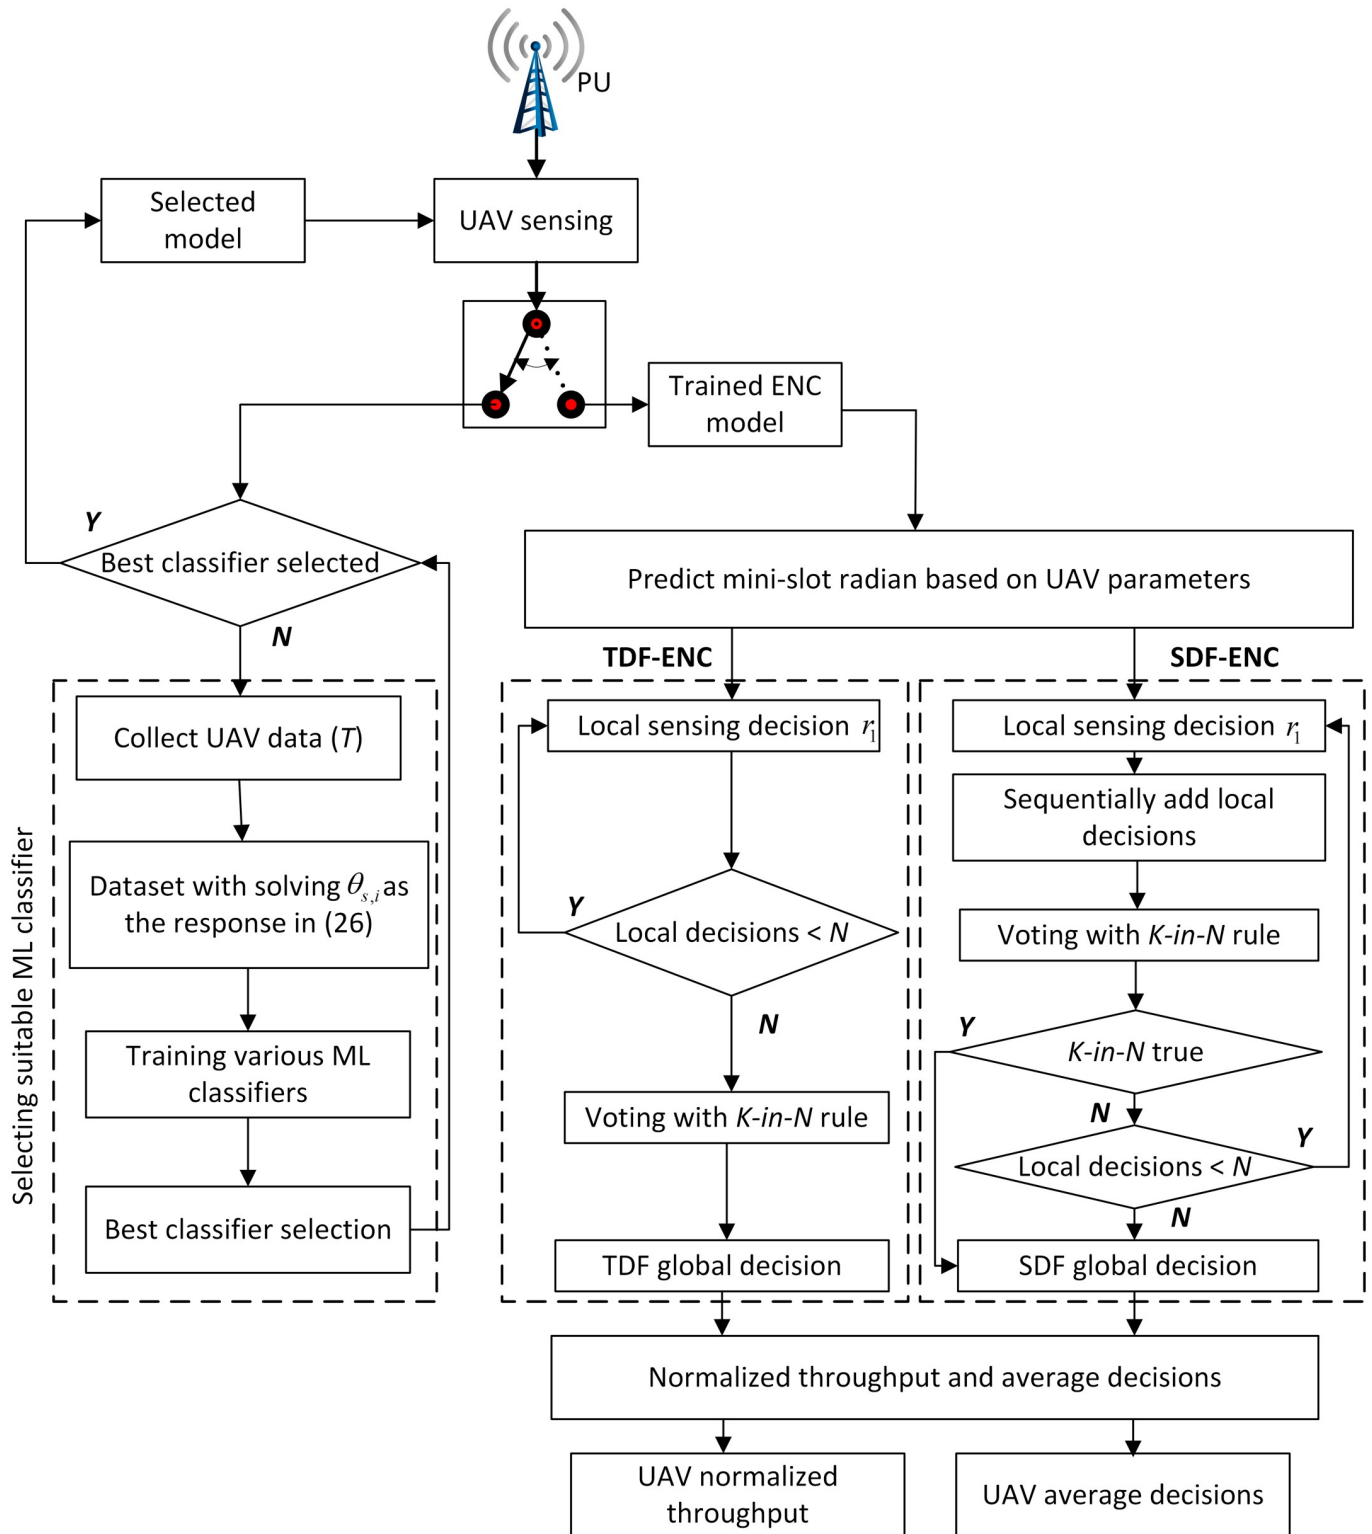 PU
Selected
model
UAV sensing
Trained ENC
model
Y
Best classifier selected
N
Predict mini-slot radian based on UAV parameters
TDF-ENC
SDF-ENC
Selecting suitable ML classifier
Collect UAV data (T)
Dataset with solving θs,i as
the response in (26)
Training various ML
classifiers
Best classifier selection
Local sensing decision r1
Y
Local decisions < N
N
Voting with K-in-N rule
TDF global decision
Local sensing decision r1
Sequentially add local
decisions
Voting with K-in-N rule
Y
K-in-N true
N
Y
Local decisions < N
N
SDF global decision
Normalized throughput and average decisions
UAV normalized
throughput
UAV average decisions